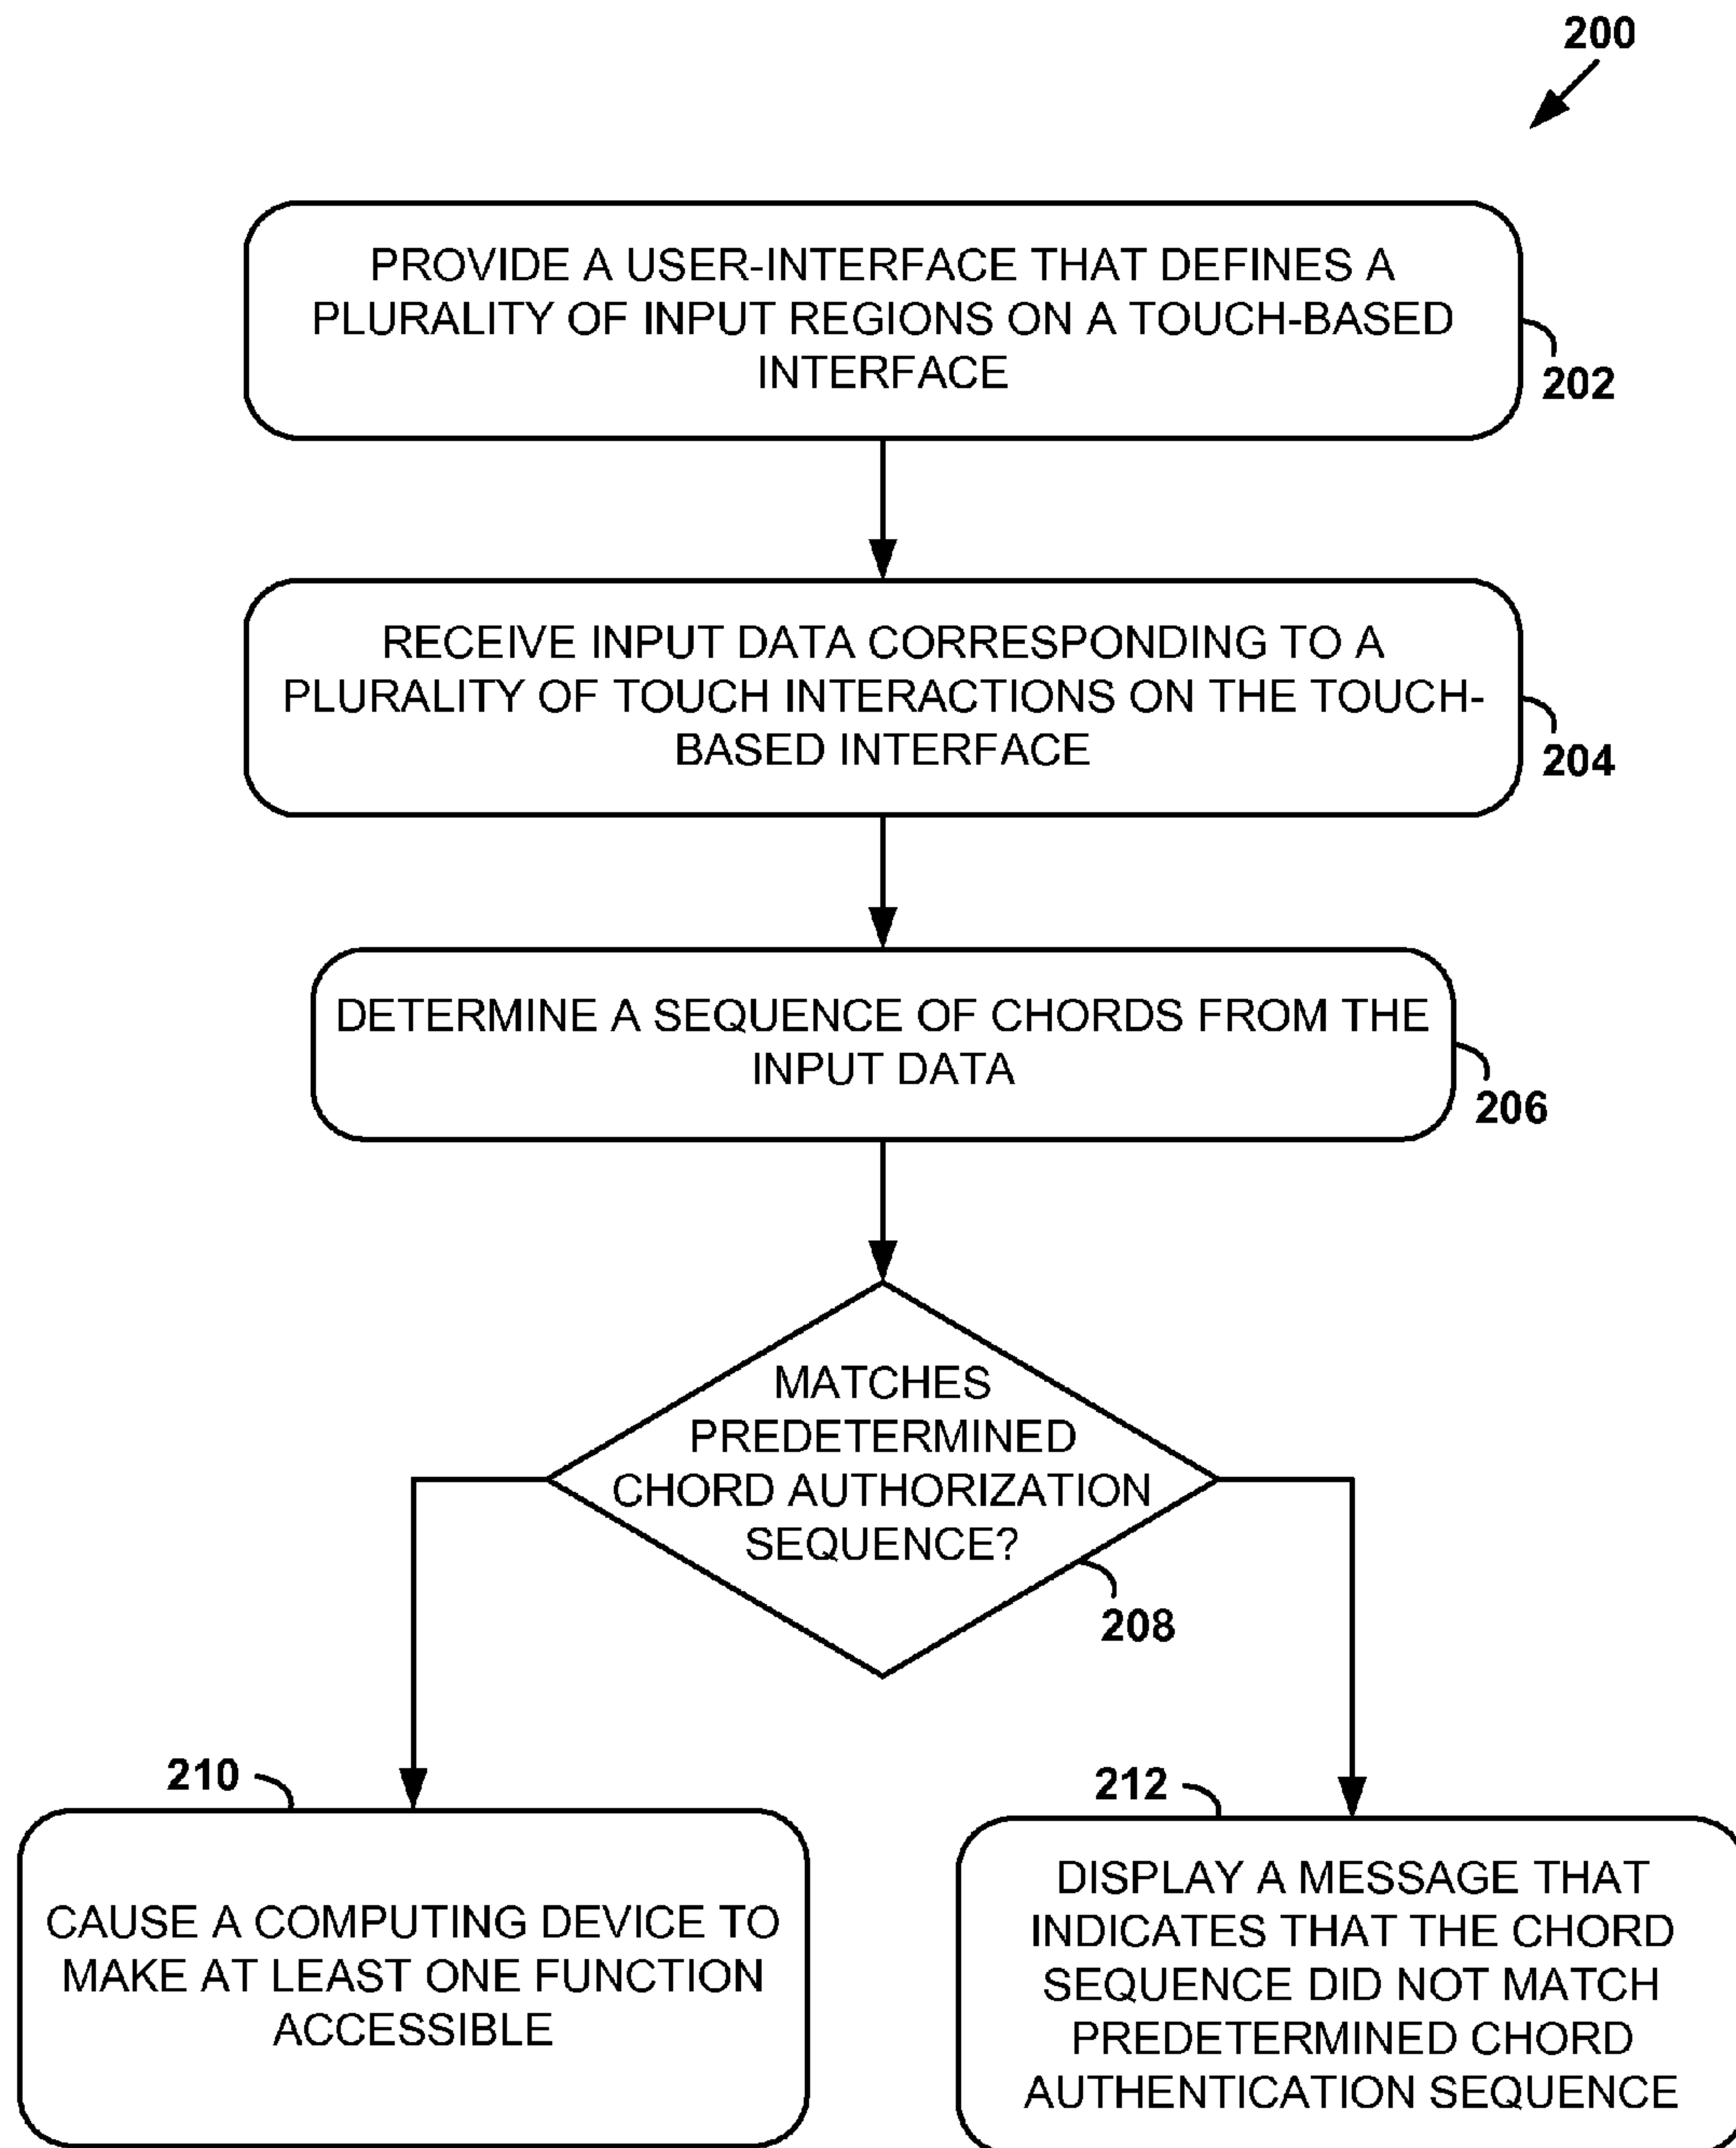 200
PROVIDE A USER-INTERFACE THAT DEFINES A
PLURALITY OF INPUT REGIONS ON A TOUCH-BASED
INTERFACE
202
RECEIVE INPUT DATA CORRESPONDING TO A
PLURALITY OF TOUCH INTERACTIONS ON THE TOUCH-
BASED INTERFACE
204
DETERMINE A SEQUENCE OF CHORDS FROM THE
INPUT DATA
206
MATCHES
PREDETERMINED
CHORD AUTHORIZATION
SEQUENCE?
208
210
CAUSE A COMPUTING DEVICE TO
MAKE AT LEAST ONE FUNCTION
ACCESSIBLE
212
DISPLAY A MESSAGE THAT
INDICATES THAT THE CHORD
SEQUENCE DID NOT MATCH
PREDETERMINED CHORD
AUTHENTICATION SEQUENCE